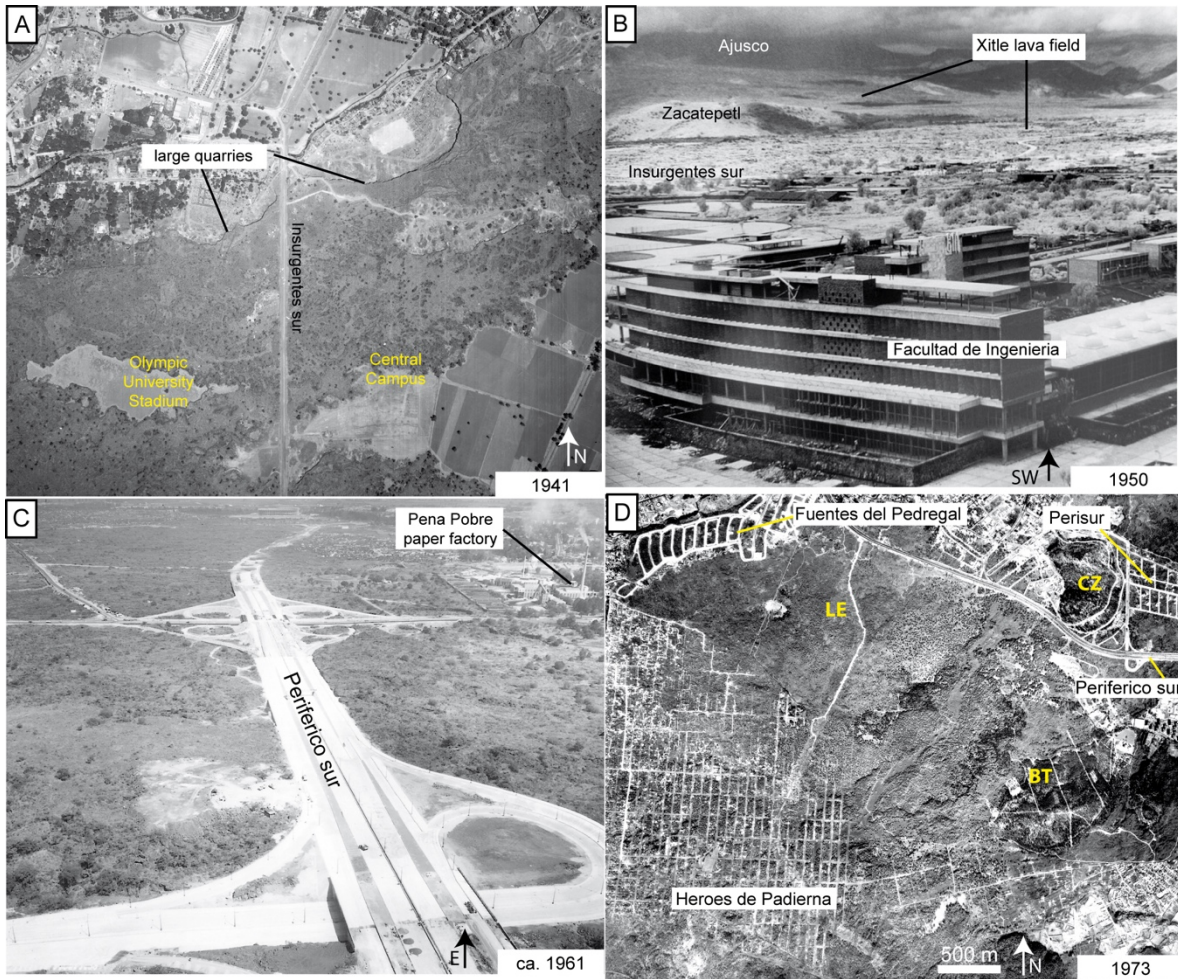 A
large quarries
Insurgentes sur
Olympic
University
Stadium
Central
Campus
N
1941
B
Ajusco
Xitle lava field
Zacatepetl
Insurgentes sur
Facultad de Ingenieria
SW
1950
C
Pena Pobre
paper factory
Periferico sur
E
ca. 1961
D
Fuentes del Pedregal
Perisur
CZ
LE
Periferico sur
BT
Heroes de Padierna
500 m
N
1973